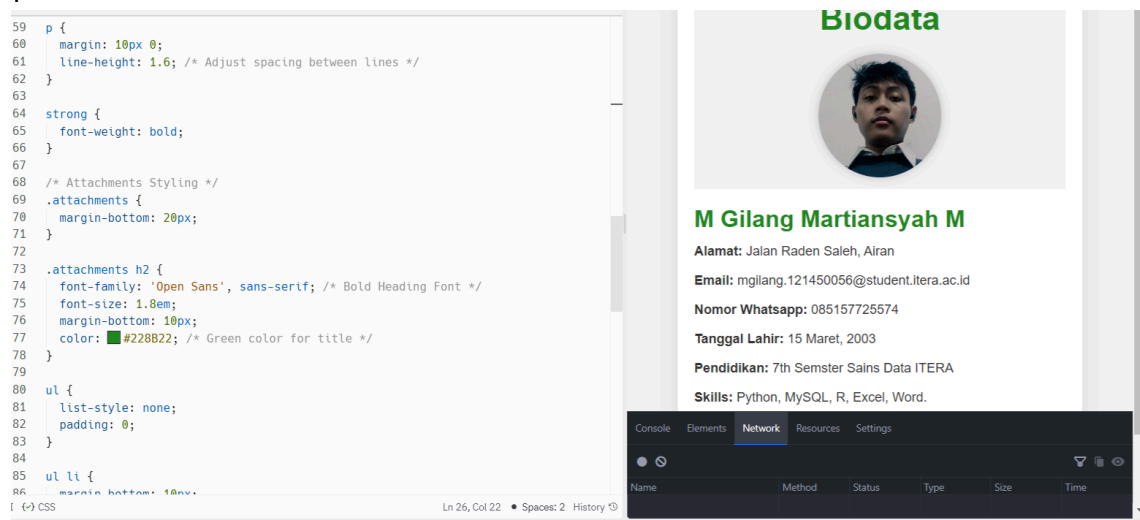 59 p {
60 margin: 10px 0;
61 line-height: 1.6; /* Adjust spacing between lines */
62 }
63
64 strong {
65 font-weight: bold;
66 }
67
68 /* Attachments Styling */
69 .attachments {
70 margin-bottom: 20px;
71 }
72
73 .attachments h2 {
74 font-family: 'Open Sans', sans-serif; /* Bold Heading Font */
75 font-size: 1.8em;
76 margin-bottom: 10px;
77 color: #228B22; /* Green color for title */
78 }
79
80 ul {
81 list-style: none;
82 padding: 0;
83 }
84
85 ul li {
86 margin-bottom: 10px;
{-/} CSS
Ln 26, Col 22 Spaces: 2 History
Biodata
M Gilang Martiansyah M
Alamat: Jalan Raden Saleh, Airan
Email: mgilang.121450056@student.itera.ac.id
Nomor Whatsapp: 085157725574
Tanggal Lahir: 15 Maret, 2003
Pendidikan: 7th Semster Sains Data ITERA
Skills: Python, MySQL, R, Excel, Word.
Console Elements Network Resources Settings
Name Method Status Type Size Time